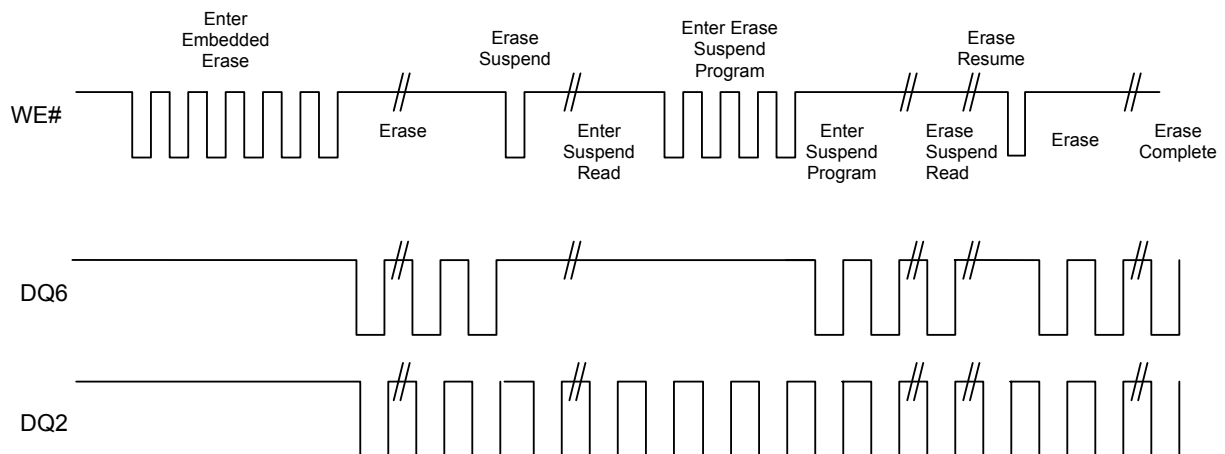 Enter
Embedded
Erase
Erase
Suspend
Enter Erase
Suspend
Program
Erase
Resume
WE#
Erase
Enter
Suspend
Read
Enter
Suspend
Program
Erase
Suspend
Read
Erase
Erase
Complete
DQ6
DQ2